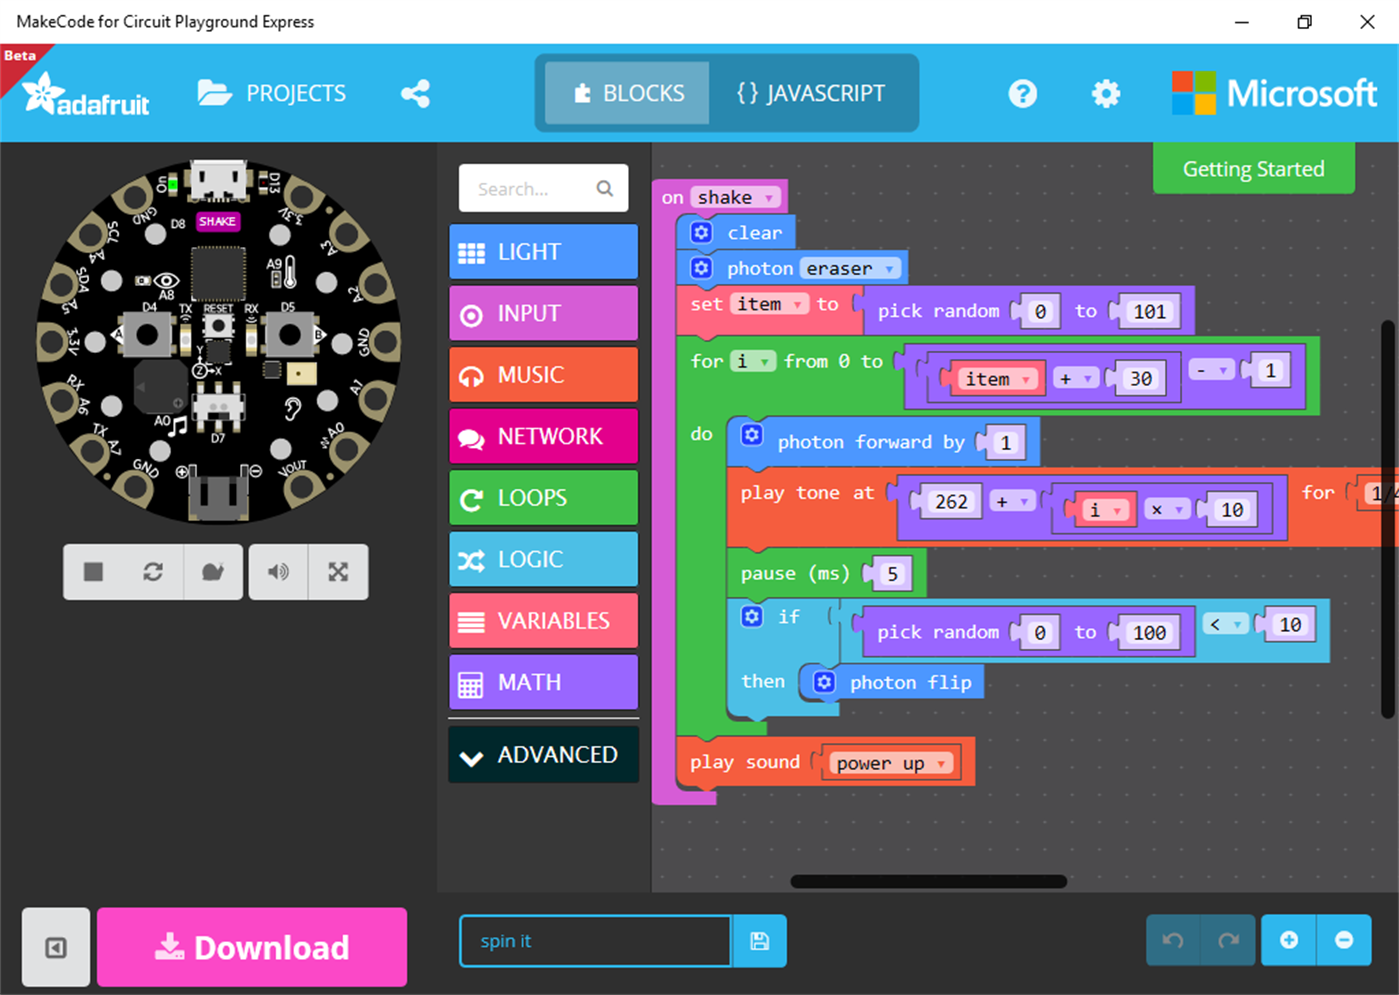 MakeCode for Circuit Playground Express
Beta
adafruit
PROJECTS
BLOCKS
{} JAVASCRIPT
Microsoft
Getting Started
On
D13
GND
D8
SHAKE
3.3V
SCL
A4
A3
SDA
A5
A8
A9
A2
D4
TX
RESET
RX
D5
A
B
3.3V
GND
Y
Z
X
RX
A6
A1
A0
D7
TX
A7
A0
GND
VOUT
Search...
LIGHT
INPUT
MUSIC
NETWORK
LOOPS
LOGIC
VARIABLES
MATH
ADVANCED
on shake
clear
photon eraser
set item to pick random 0 to 101
for i from 0 to item + 30 - 1
do photon forward by 1
play tone at 262 + i × 10 for 1/4
pause (ms) 5
if pick random 0 to 100 < 10
then photon flip
play sound power up
Download
spin it